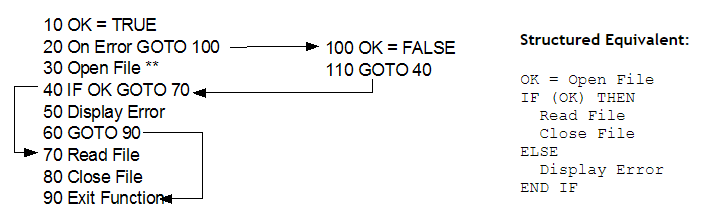 10 OK = TRUE
20 On Error GOTO 100
30 Open File **
40 IF OK GOTO 70
50 Display Error
60 GOTO 90
70 Read File
80 Close File
90 Exit Function
100 OK = FALSE
110 GOTO 40
Structured Equivalent:
OK = Open File
IF (OK) THEN
  Read File
  Close File
ELSE
  Display Error
END IF